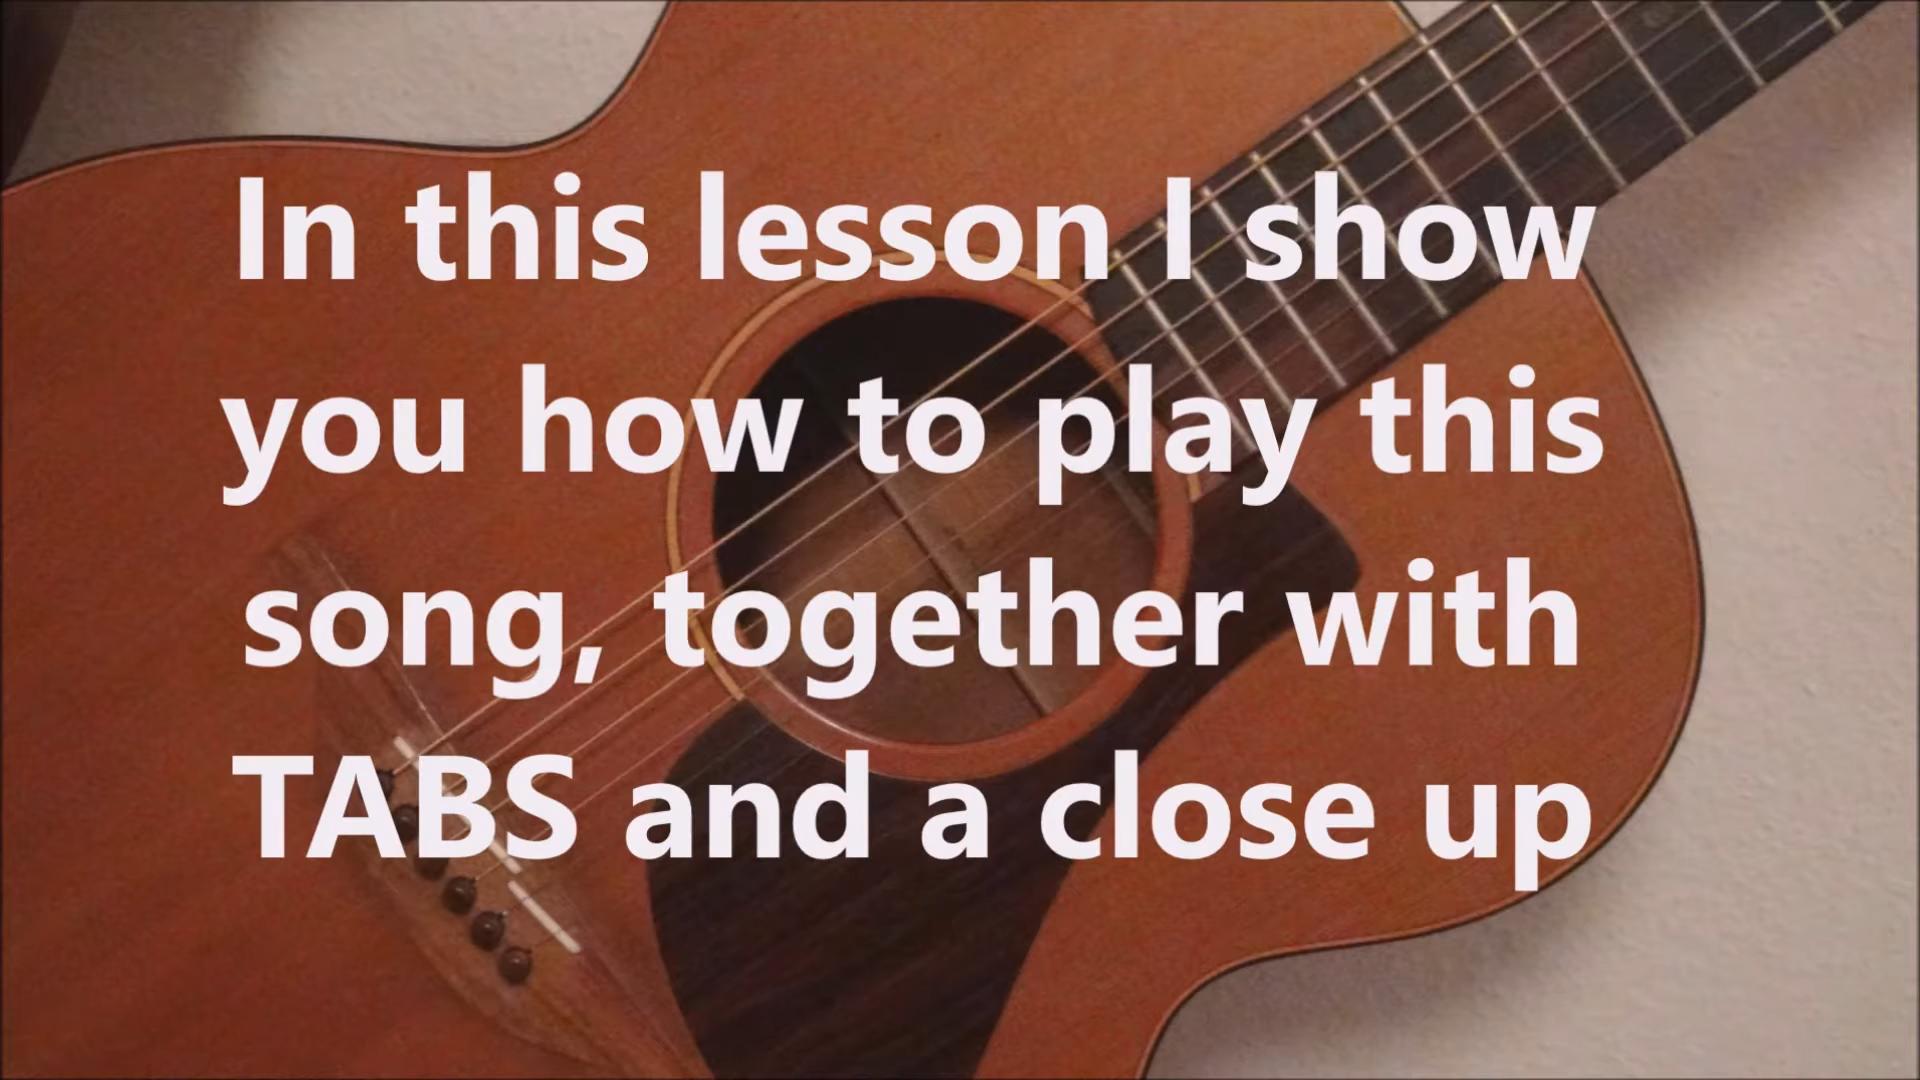 In this lesson I show
you how to play this
song, together with
TABS and a close up